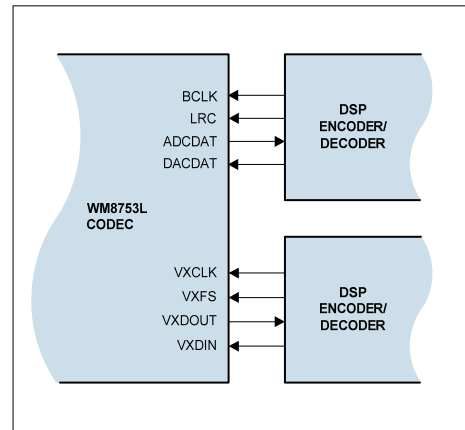 BCLK
LRC
ADCDAT
DACDAT
DSP
ENCODER/
DECODER
WM8753L
CODEC
VXCLK
VXFS
VXDOUT
VXDIN
DSP
ENCODER/
DECODER